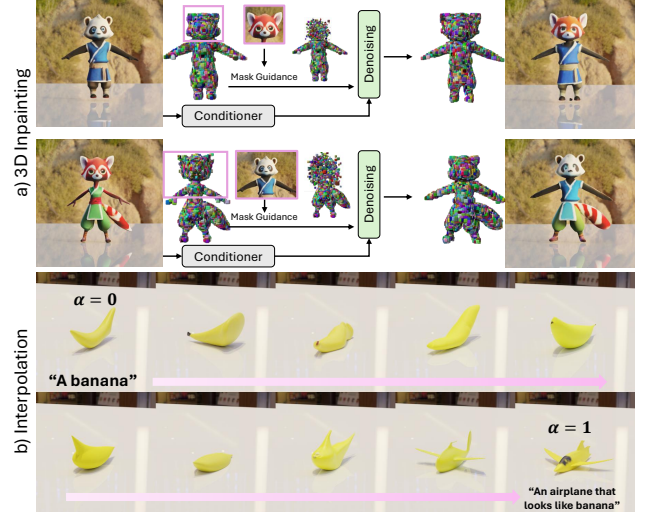 a) 3D Inpainting
Mask Guidance
Denoising
Conditioner
Mask Guidance
Denoising
Conditioner
b) Interpolation
α = 0
“A banana”
α = 1
“An airplane that
looks like banana”